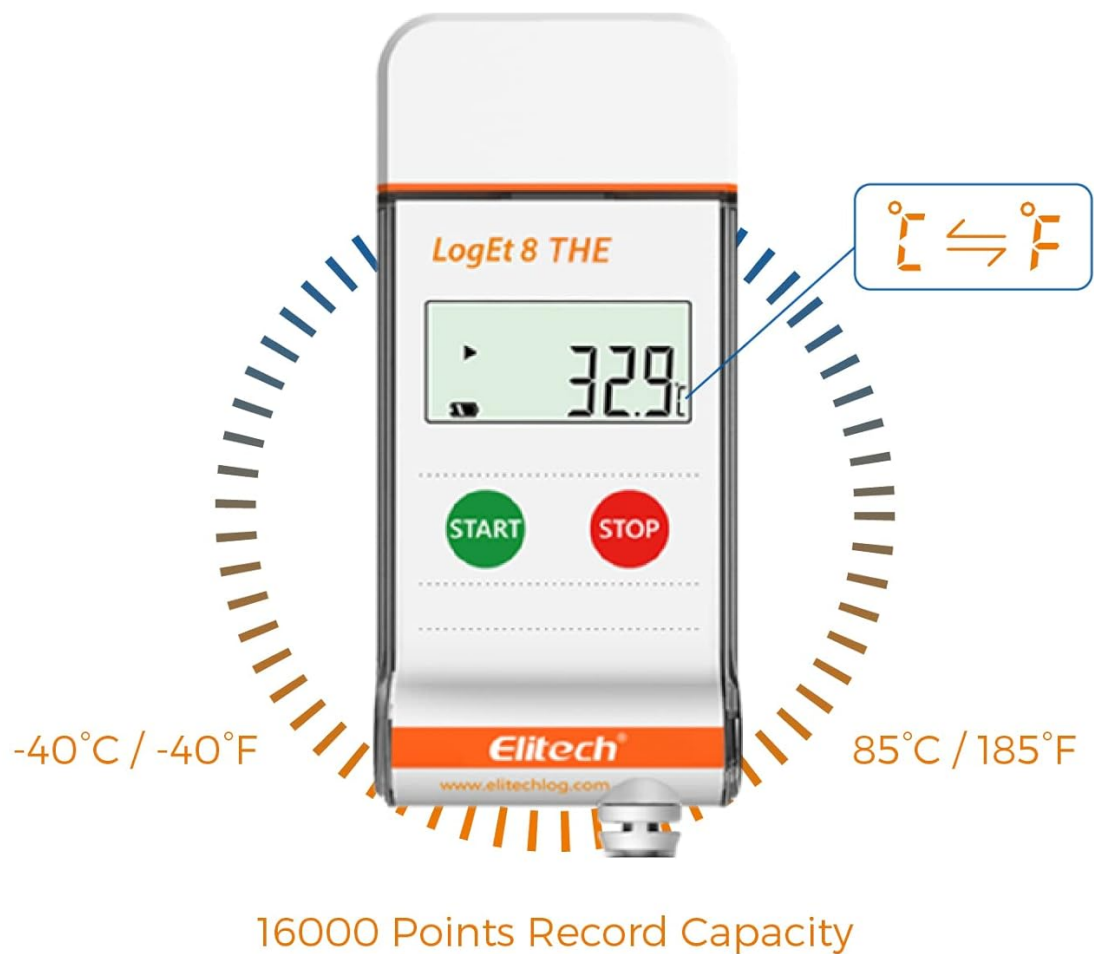 LogEt 8 THE
°C ⇌ °F
32.9°C
START STOP
-40°C / -40°F
85°C / 185°F
Elitech®
www.elitechlog.com
16000 Points Record Capacity